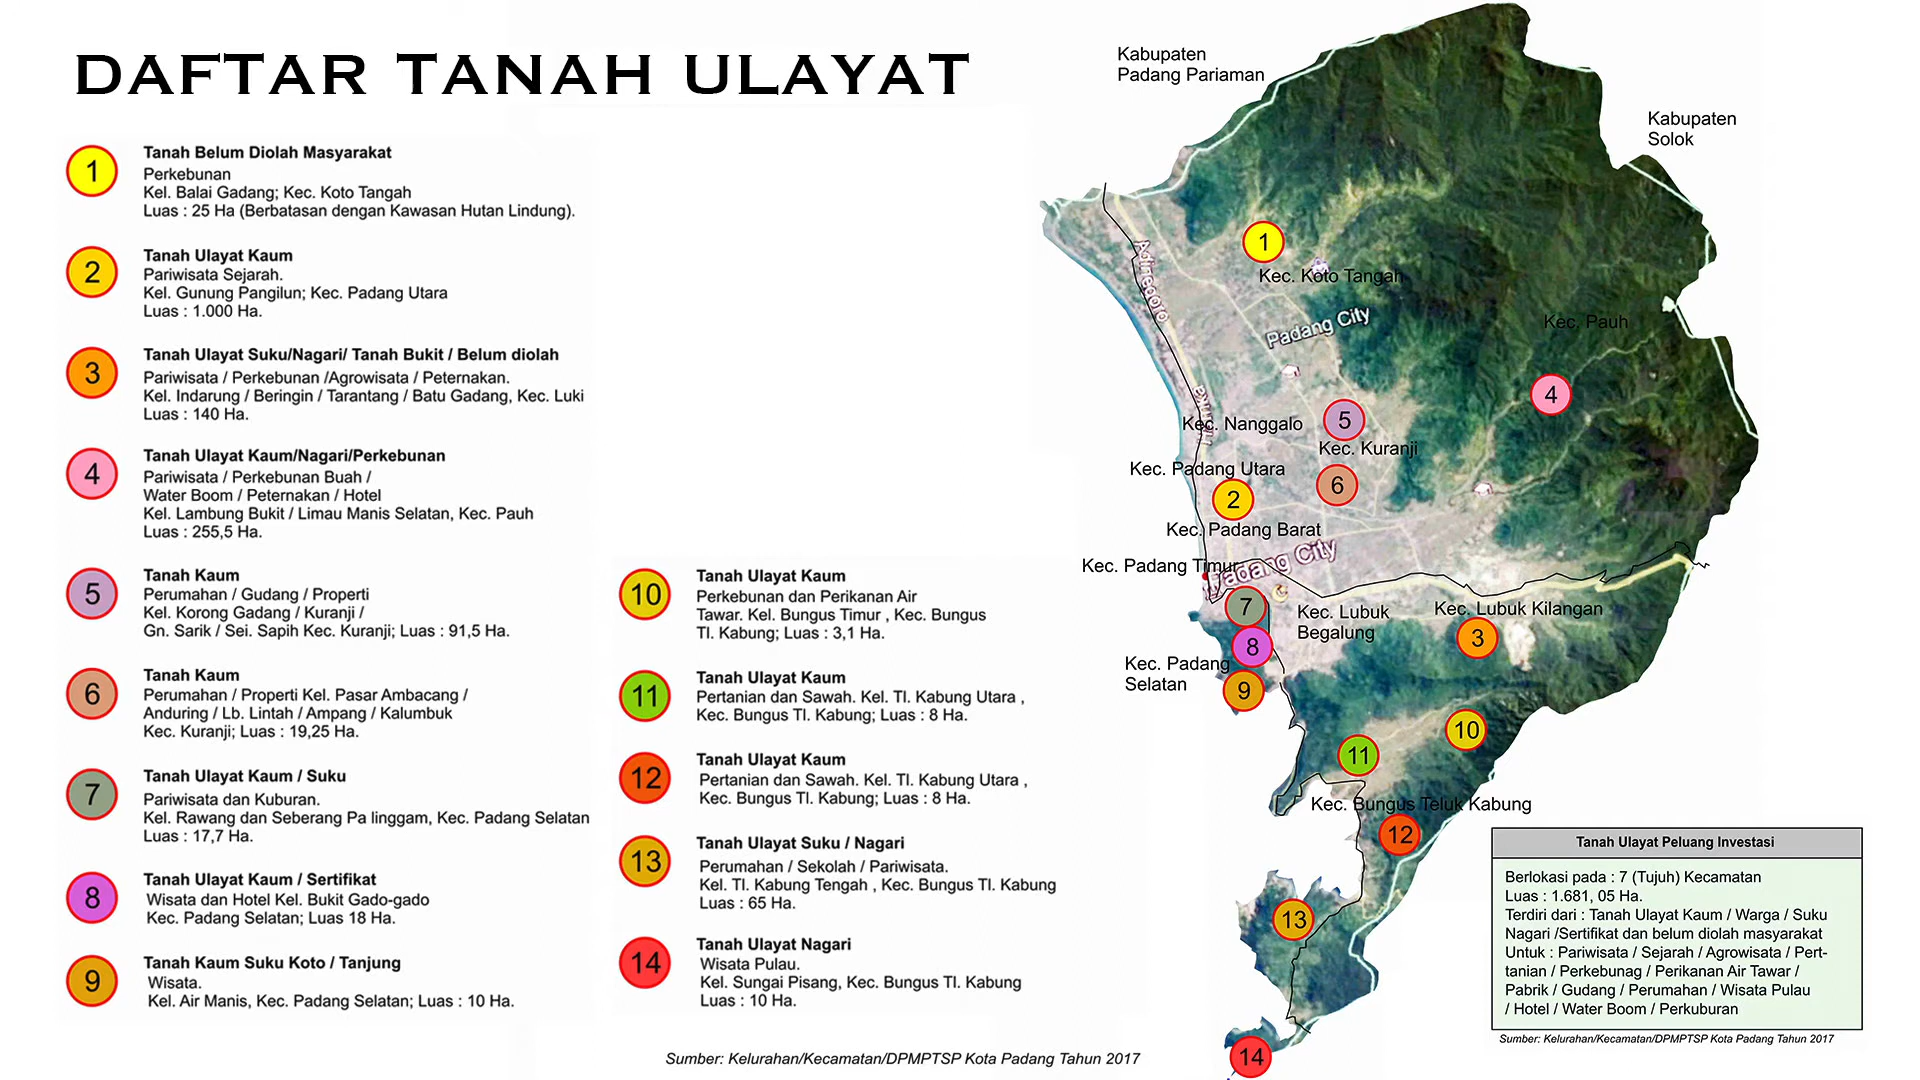 DAFTAR TANAH ULAYAT
1
Tanah Belum Diolah Masyarakat
Perkebunan
Kel. Balai Gadang; Kec. Koto Tangah
Luas : 25 Ha (Berbatasan dengan Kawasan Hutan Lindung).
2
Tanah Ulayat Kaum
Pariwisata Sejarah.
Kel. Gunung Pangilun; Kec. Padang Utara
Luas : 1.000 Ha.
3
Tanah Ulayat Suku/Nagari/ Tanah Bukit / Belum diolah
Pariwisata / Perkebunan /Agrowisata / Peternakan.
Kel. Indarung / Beringin / Tarantang / Batu Gadang, Kec. Luki
Luas : 140 Ha.
4
Tanah Ulayat Kaum/Nagari/Perkebunan
Pariwisata / Perkebunan Buah /
Water Boom / Peternakan / Hotel
Kel. Lambung Bukit / Limau Manis Selatan, Kec. Pauh
Luas : 255,5 Ha.
5
Tanah Kaum
Perumahan / Gudang / Properti
Kel. Korong Gadang / Kuranji /
Gn. Sarik / Sei. Sapih Kec. Kuranji; Luas : 91,5 Ha.
6
Tanah Kaum
Perumahan / Properti Kel. Pasar Ambacang /
Anduring / Lb. Lintah / Ampang / Kalumbuk
Kec. Kuranji; Luas : 19,25 Ha.
7
Tanah Ulayat Kaum / Suku
Pariwisata dan Kuburan.
Kel. Rawang dan Seberang Pa linggam, Kec. Padang Selatan
Luas : 17,7 Ha.
8
Tanah Ulayat Kaum / Sertifikat
Wisata dan Hotel Kel. Bukit Gado-gado
Kec. Padang Selatan; Luas 18 Ha.
9
Tanah Kaum Suku Koto / Tanjung
Wisata.
Kel. Air Manis, Kec. Padang Selatan; Luas : 10 Ha.
10
Tanah Ulayat Kaum
Perkebunan dan Perikanan Air
Tawar. Kel. Bungus Timur , Kec. Bungus
Tl. Kabung; Luas : 3,1 Ha.
11
Tanah Ulayat Kaum
Pertanian dan Sawah. Kel. Tl. Kabung Utara ,
Kec. Bungus Tl. Kabung; Luas : 8 Ha.
12
Tanah Ulayat Kaum
Pertanian dan Sawah. Kel. Tl. Kabung Utara ,
Kec. Bungus Tl. Kabung; Luas : 8 Ha.
13
Tanah Ulayat Suku / Nagari
Perumahan / Sekolah / Pariwisata.
Kel. Tl. Kabung Tengah , Kec. Bungus Tl. Kabung
Luas : 65 Ha.
14
Tanah Ulayat Nagari
Wisata Pulau.
Kel. Sungai Pisang, Kec. Bungus Tl. Kabung
Luas : 10 Ha.
Sumber: Kelurahan/Kecamatan/DPMPTSP Kota Padang Tahun 2017
Kabupaten
Padang Pariaman
Kabupaten
Solok
1
Kec. Koto Tangah
Adinegoro
Padang City
Kec. Pauh
4
Hamka
Kec. Nanggalo
5
Kec. Kuranji
Kec. Padang Utara
2
6
Kec. Padang Barat
Padang City
Kec. Padang Timur
7
Kec. Lubuk
Begalung
Kec. Lubuk Kilangan
3
8
Kec. Padang
Selatan
9
10
11
Kec. Bungus Teluk Kabung
12
13
14
Tanah Ulayat Peluang Investasi
Berlokasi pada : 7 (Tujuh) Kecamatan
Luas : 1.681, 05 Ha.
Terdiri dari : Tanah Ulayat Kaum / Warga / Suku
Nagari /Sertifikat dan belum diolah masyarakat
Untuk : Pariwisata / Sejarah / Agrowisata / Pert-
tanian / Perkebunag / Perikanan Air Tawar /
Pabrik / Gudang / Perumahan / Wisata Pulau
/ Hotel / Water Boom / Perkuburan
Sumber: Kelurahan/Kecamatan/DPMPTSP Kota Padang Tahun 2017